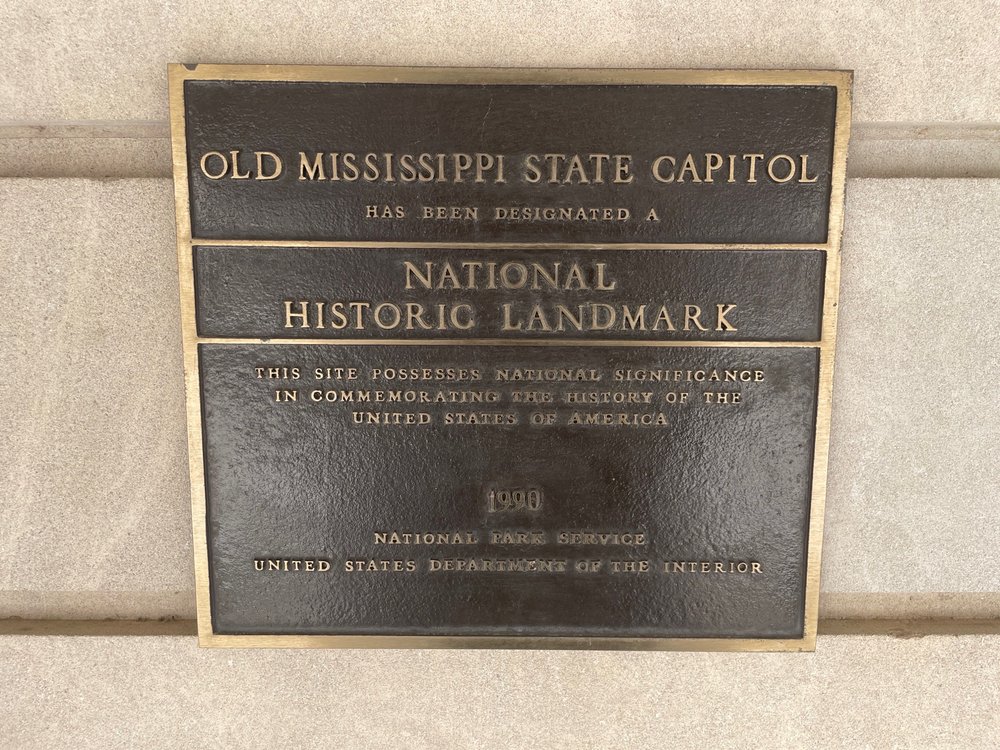 OLD MISSISSIPPI STATE CAPITOL
HAS BEEN DESIGNATED A
NATIONAL
HISTORIC LANDMARK
THIS SITE POSSESSES NATIONAL SIGNIFICANCE
IN COMMEMORATING THE HISTORY OF THE
UNITED STATES OF AMERICA
1990
NATIONAL PARK SERVICE
UNITED STATES DEPARTMENT OF THE INTERIOR